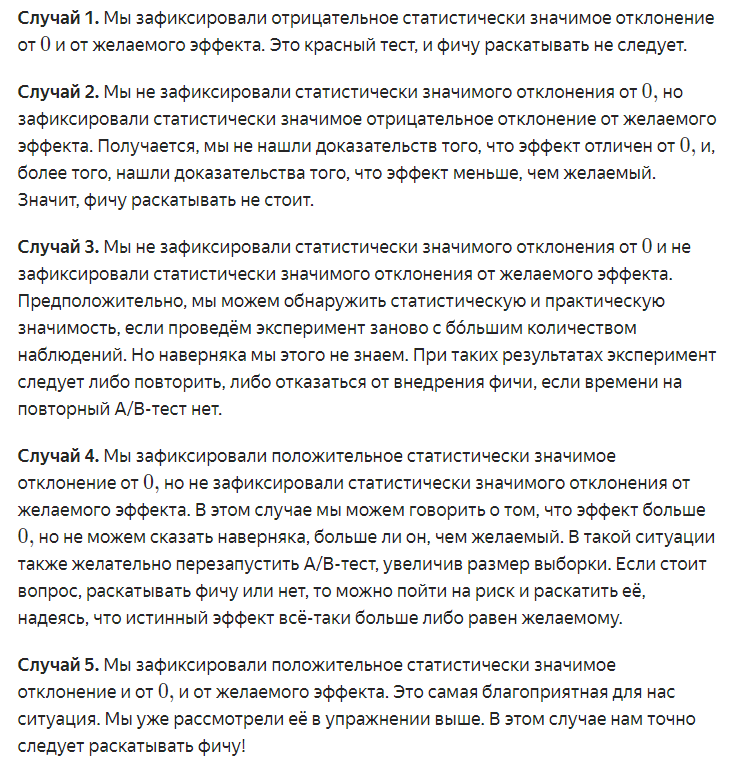 Случай 1. Мы зафиксировали отрицательное статистически значимое отклонение
от 0 и от желаемого эффекта. Это красный тест, и фичу раскатывать не следует.
Случай 2. Мы не зафиксировали статистически значимого отклонения от 0, но
зафиксировали статистически значимое отрицательное отклонение от желаемого
эффекта. Получается, мы не нашли доказательств того, что эффект отличен от 0, и,
более того, нашли доказательства того, что эффект меньше, чем желаемый.
Значит, фичу раскатывать не стоит.
Случай 3. Мы не зафиксировали статистически значимого отклонения от 0 и не
зафиксировали статистически значимого отклонения от желаемого эффекта.
Предположительно, мы можем обнаружить статистическую и практическую
значимость, если проведём эксперимент заново с бо́льшим количеством
наблюдений. Но наверняка мы этого не знаем. При таких результатах эксперимент
следует либо повторить, либо отказаться от внедрения фичи, если времени на
повторный A/B-тест нет.
Случай 4. Мы зафиксировали положительное статистически значимое
отклонение от 0, но не зафиксировали статистически значимого отклонения от
желаемого эффекта. В этом случае мы можем говорить о том, что эффект больше
0, но не можем сказать наверняка, больше ли он, чем желаемый. В такой ситуации
также желательно перезапустить A/B-тест, увеличив размер выборки. Если стоит
вопрос, раскатывать фичу или нет, то можно пойти на риск и раскатить её,
надеясь, что истинный эффект всё-таки больше либо равен желаемому.
Случай 5. Мы зафиксировали положительное статистически значимое
отклонение и от 0, и от желаемого эффекта. Это самая благоприятная для нас
ситуация. Мы уже рассмотрели её в упражнении выше. В этом случае нам точно
следует раскатывать фичу!